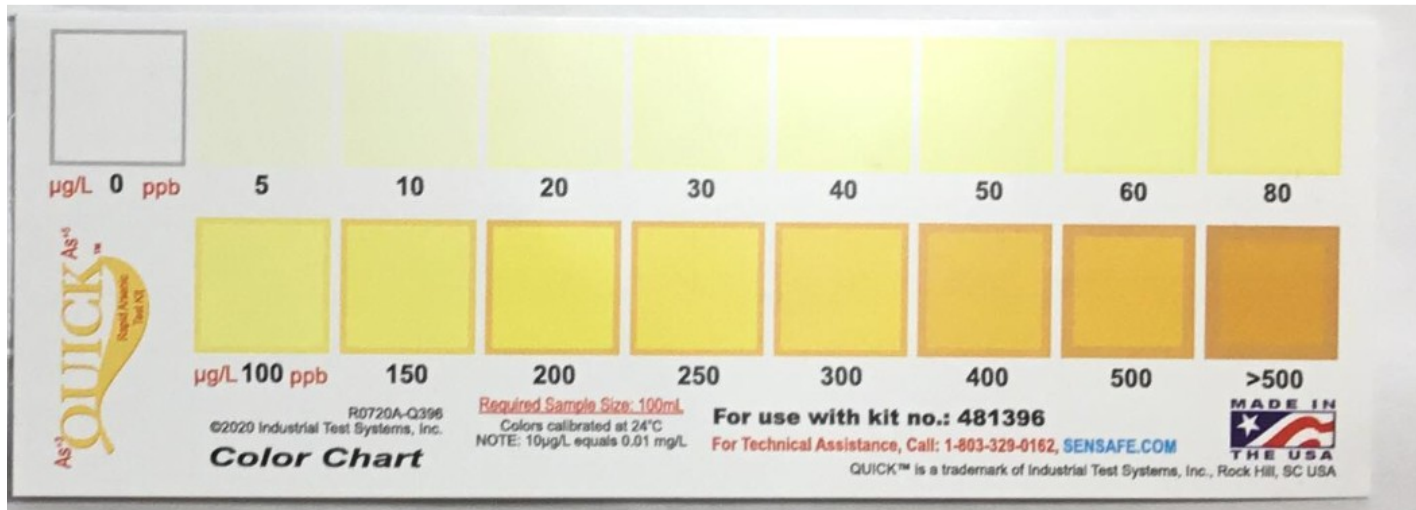 µg/L 0 ppb 5 10 20 30 40 50 60 80
As+3 QUICK™ As+5
Rapid Arsenic
Test Kit
µg/L 100 ppb 150 200 250 300 400 500 >500
R0720A-Q396
©2020 Industrial Test Systems, Inc.
Color Chart
Required Sample Size: 100mL
Colors calibrated at 24°C
NOTE: 10µg/L equals 0.01 mg/L
For use with kit no.: 481396
For Technical Assistance, Call: 1-803-329-0162, SENSAFE.COM
QUICK™ is a trademark of Industrial Test Systems, Inc., Rock Hill, SC USA
MADE IN
THE USA